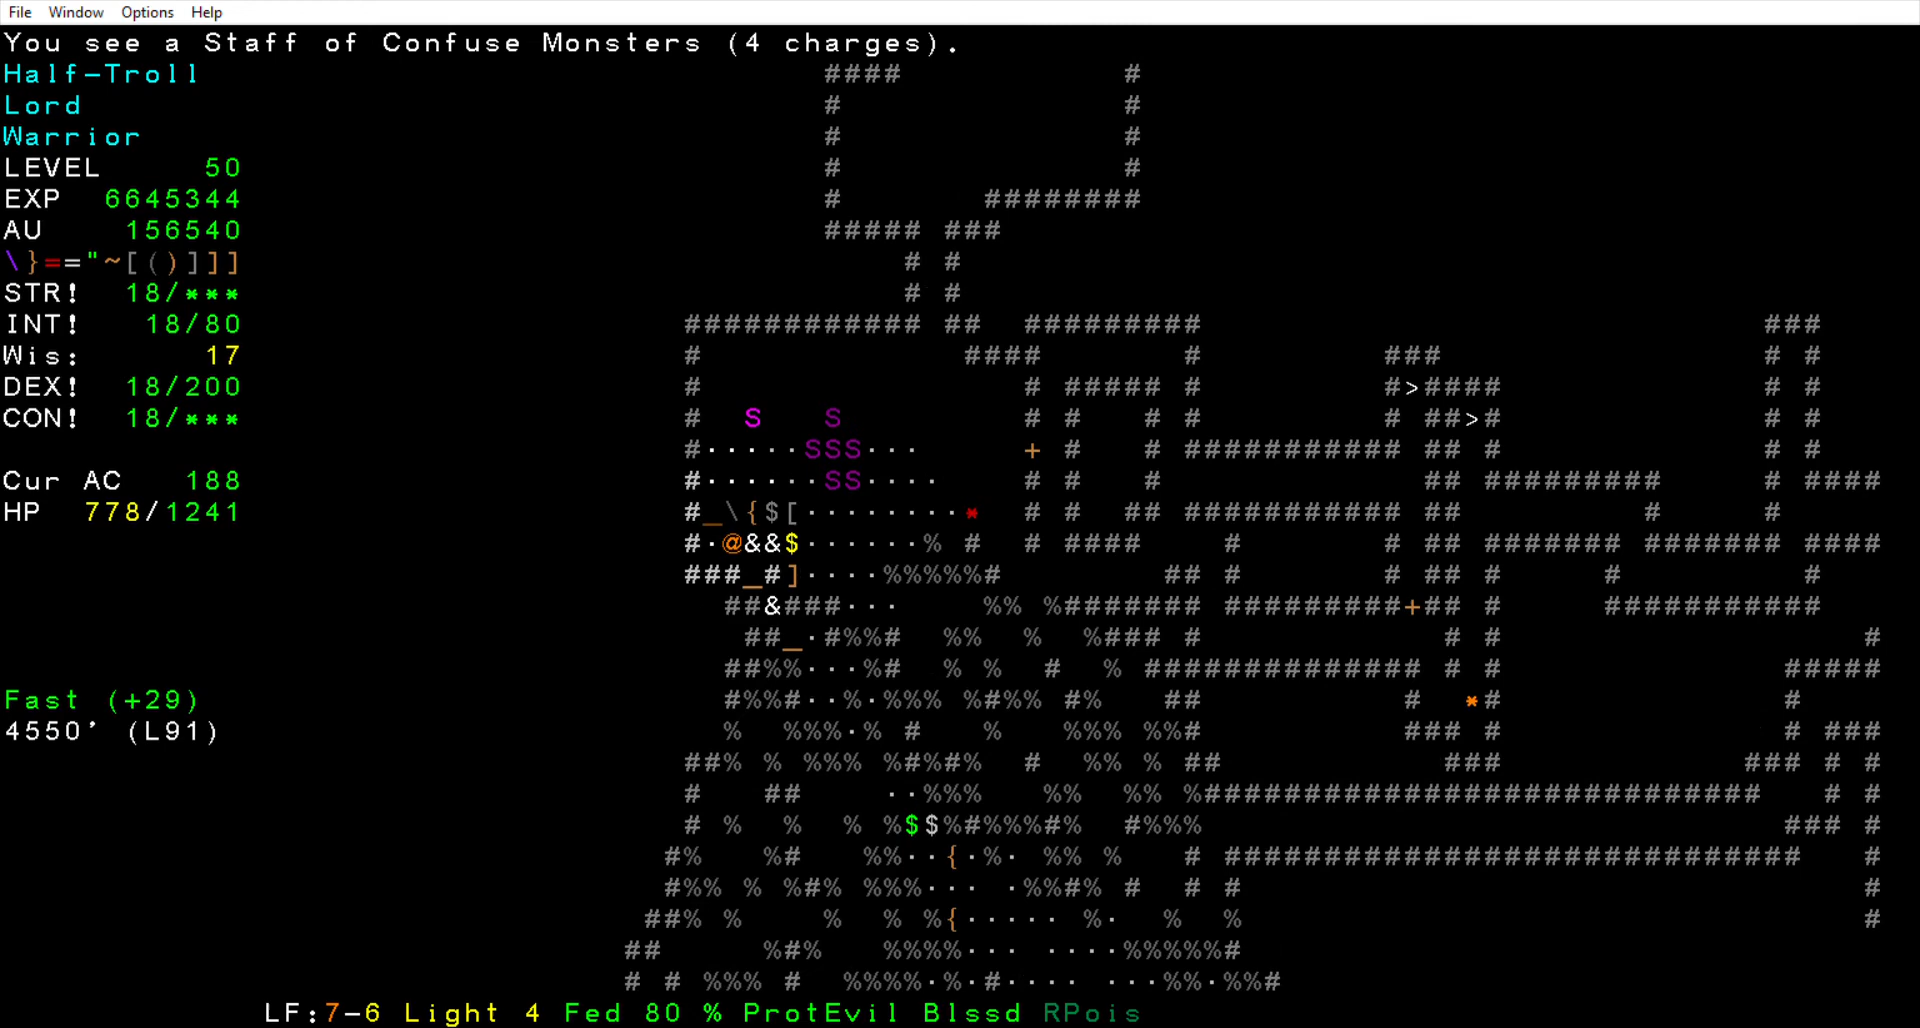 File Window Options Help
You see a Staff of Confuse Monsters (4 charges).
Half-Troll
Lord
Warrior
LEVEL 50
EXP 6645344
AU 156540
\}=="~[()]]]
STR! 18/***
INT! 18/80
Wis: 17
DEX! 18/200
CON! 18/***
Cur AC 188
HP 778/1241
Fast (+29)
4550' (L91)
LF:7-6 Light 4 Fed 80 % ProtEvil Blssd RPois